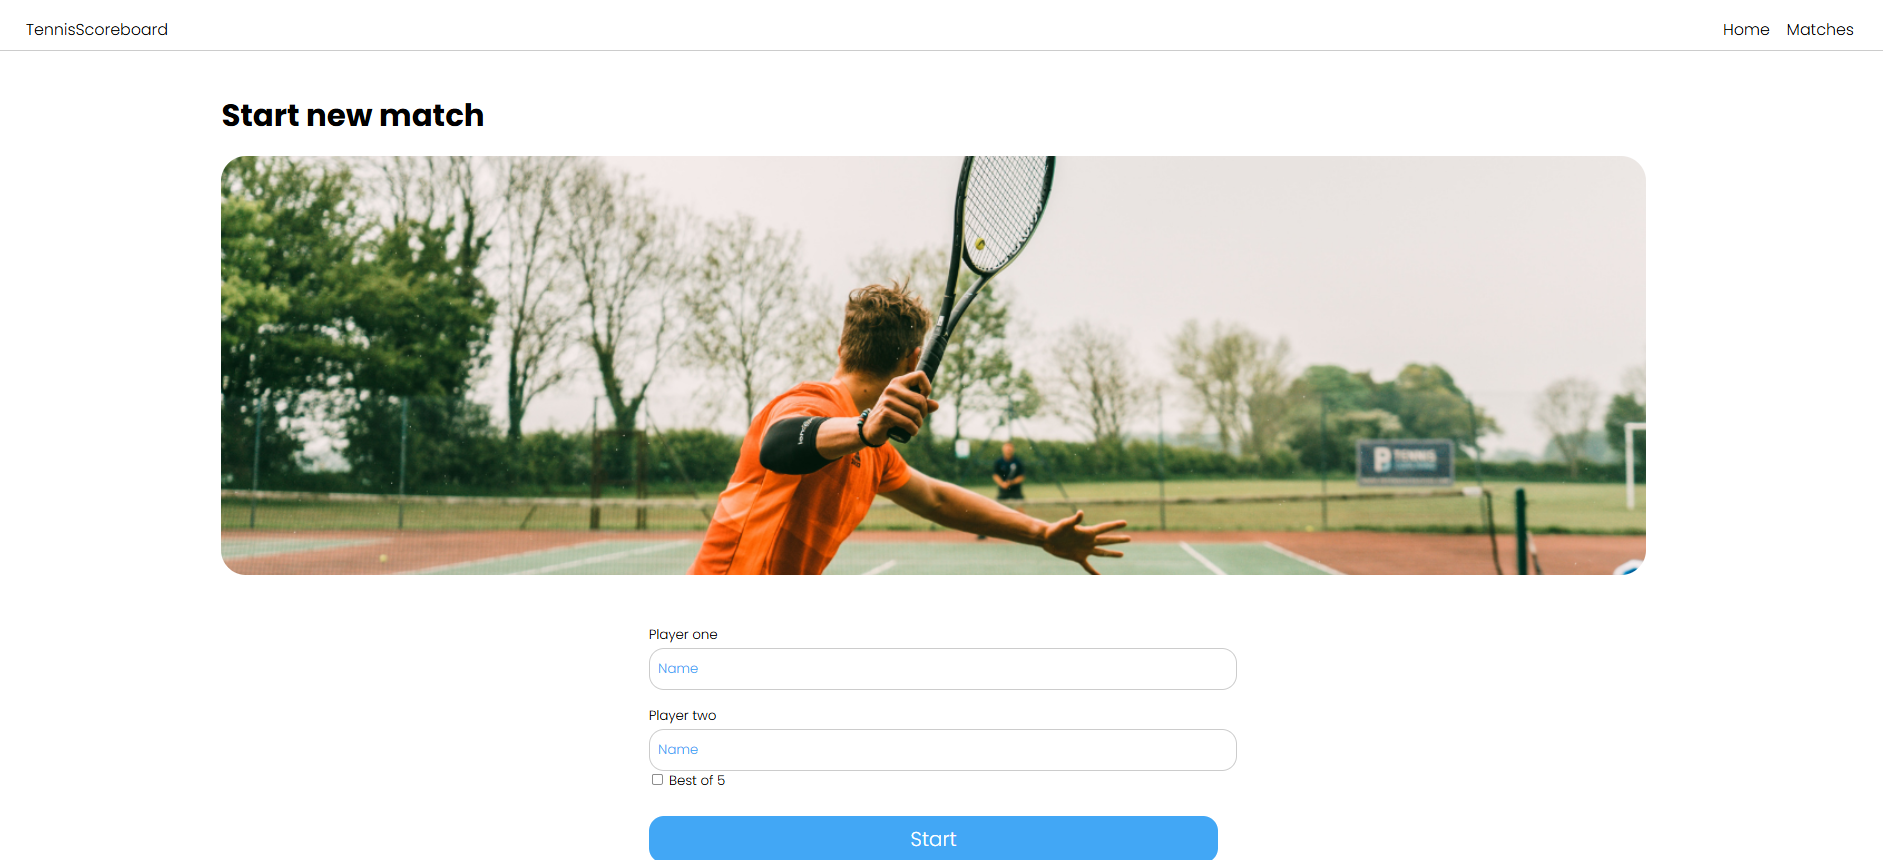 TennisScoreboard
Home Matches
Start new match
TENNIS
Player one
Name
Player two
Name
Best of 5
Start